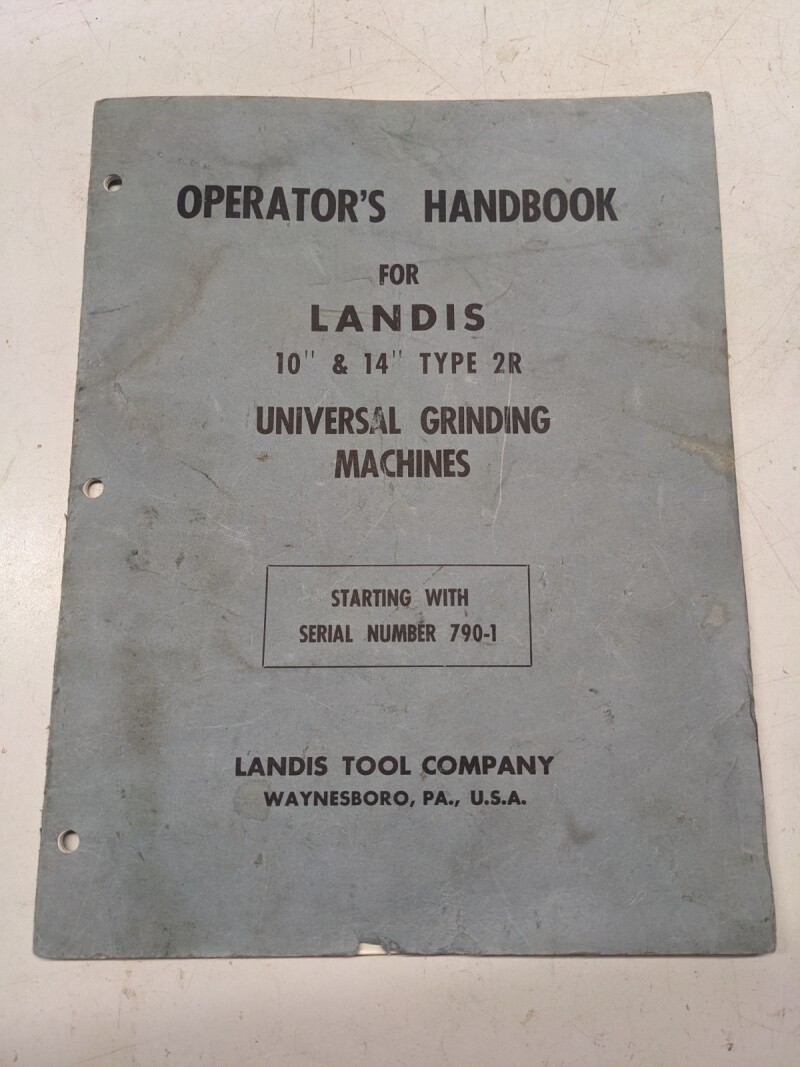 OPERATOR'S HANDBOOK
FOR
LANDIS
10" & 14" TYPE 2R
UNIVERSAL GRINDING
MACHINES
STARTING WITH
SERIAL NUMBER 790-1
LANDIS TOOL COMPANY
WAYNESBORO, PA., U.S.A.